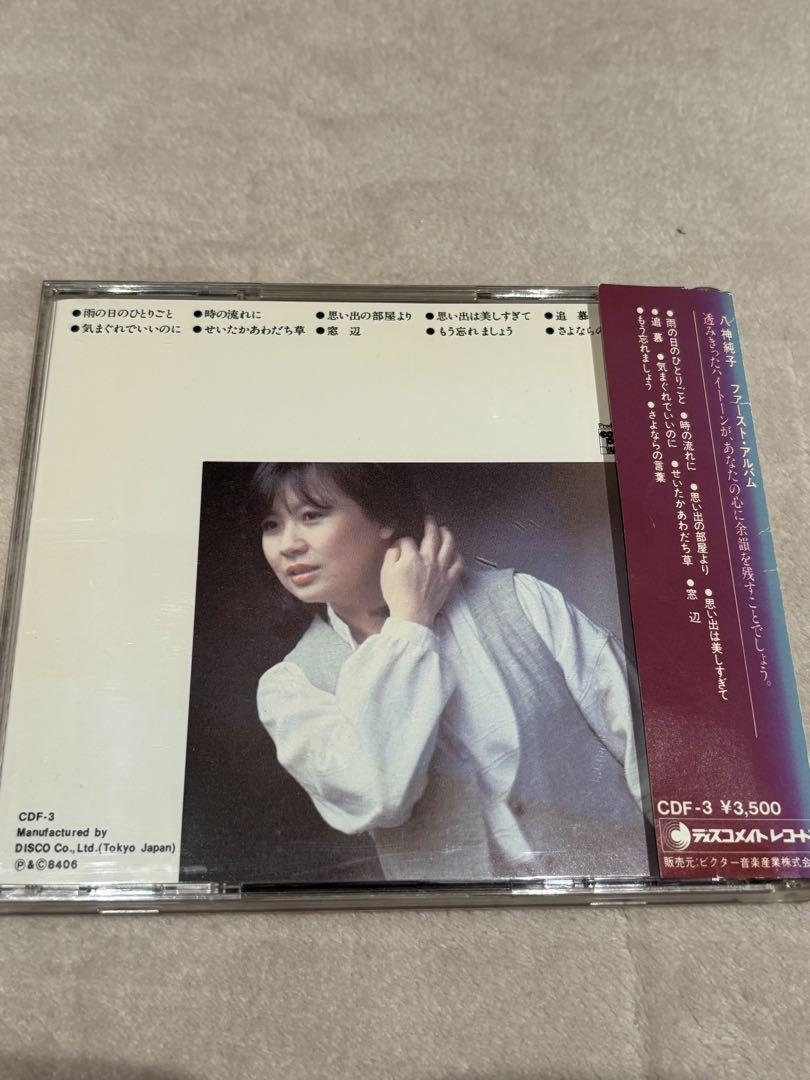 ●雨の日のひとりごと ●時の流れに ●思い出の部屋より ●思い出は美しすぎて ●追 慕
●気まぐれでいいのに ●せいたかあわだち草 ●窓 辺 ●もう忘れましょう ●さよならの
CDF-3
Manufactured by
DISCO Co.,Ltd.(Tokyo Japan)
Ⓟ&Ⓒ8406
八神純子 ファースト・アルバム
透みきったハイトーンが、あなたの心に余韻を残すことでしょう。
●雨の日のひとりごと ●時の流れに ●思い出の部屋より ●思い出は美しすぎて
●追 慕 ●気まぐれでいいのに ●せいたかあわだち草 ●窓 辺
●もう忘れましょう ●さよならの言葉
CDF-3 ¥3,500
ディスコメイトレコード
販売元:ビクター音楽産業株式会